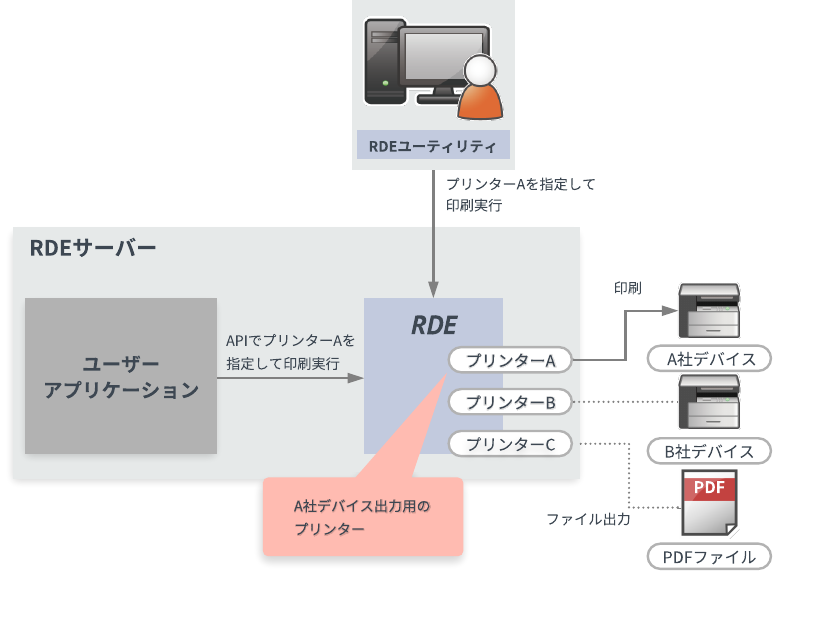 RDEユーティリティ
プリンターAを指定して
印刷実行
RDEサーバー
ユーザー
アプリケーション
APIでプリンターAを
指定して印刷実行
RDE
プリンターA
プリンターB
プリンターC
A社デバイス出力用の
プリンター
印刷
A社デバイス
B社デバイス
PDF
ファイル出力
PDFファイル